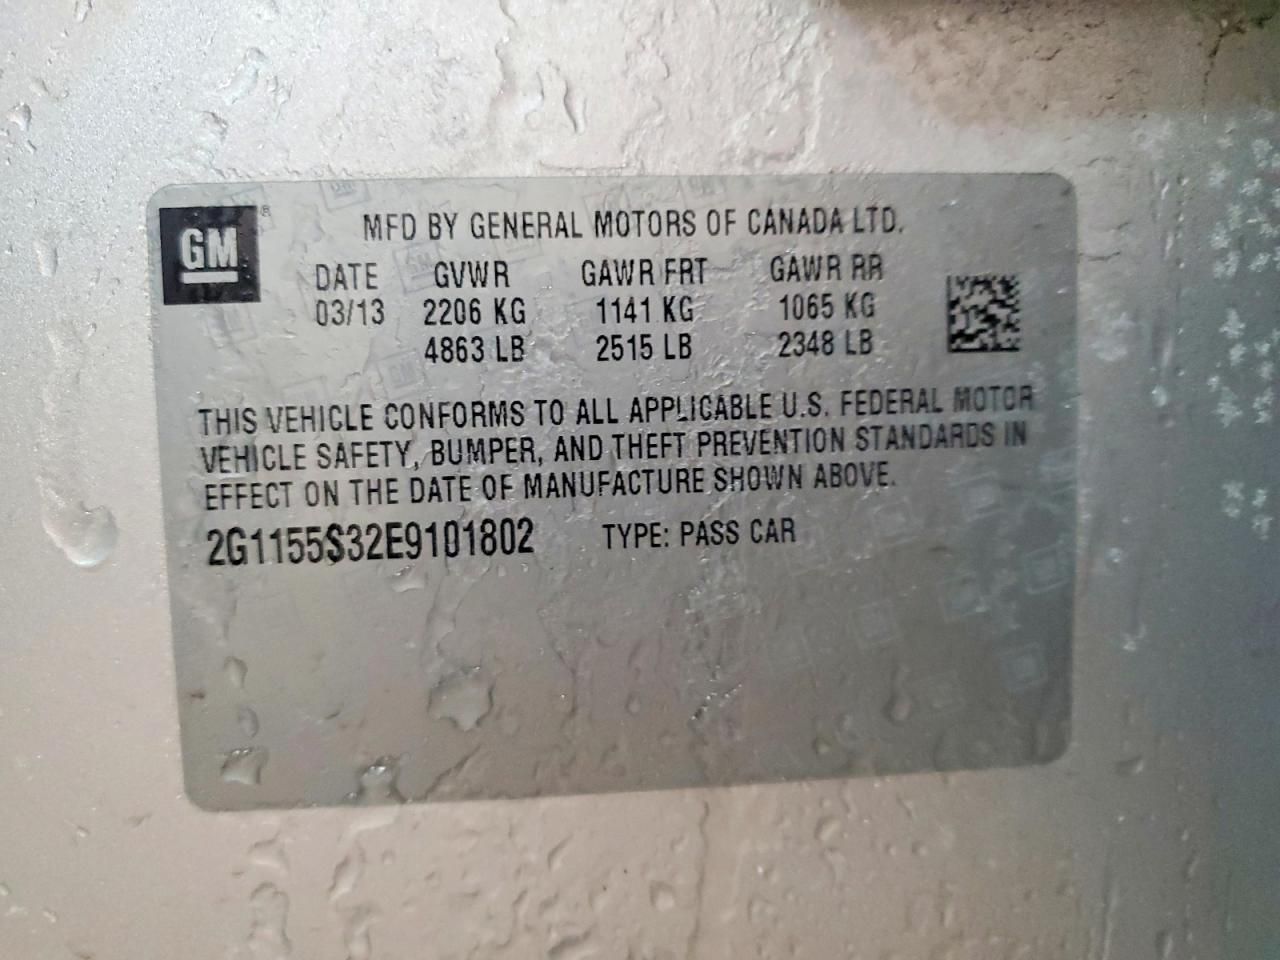 GM®
MFD BY GENERAL MOTORS OF CANADA LTD.
DATE GVWR GAWR FRT GAWR RR
03/13 2206 KG 1141 KG 1065 KG
4863 LB 2515 LB 2348 LB
THIS VEHICLE CONFORMS TO ALL APPLICABLE U.S. FEDERAL MOTOR
VEHICLE SAFETY, BUMPER, AND THEFT PREVENTION STANDARDS IN
EFFECT ON THE DATE OF MANUFACTURE SHOWN ABOVE.
2G1155S32E9101802 TYPE: PASS CAR